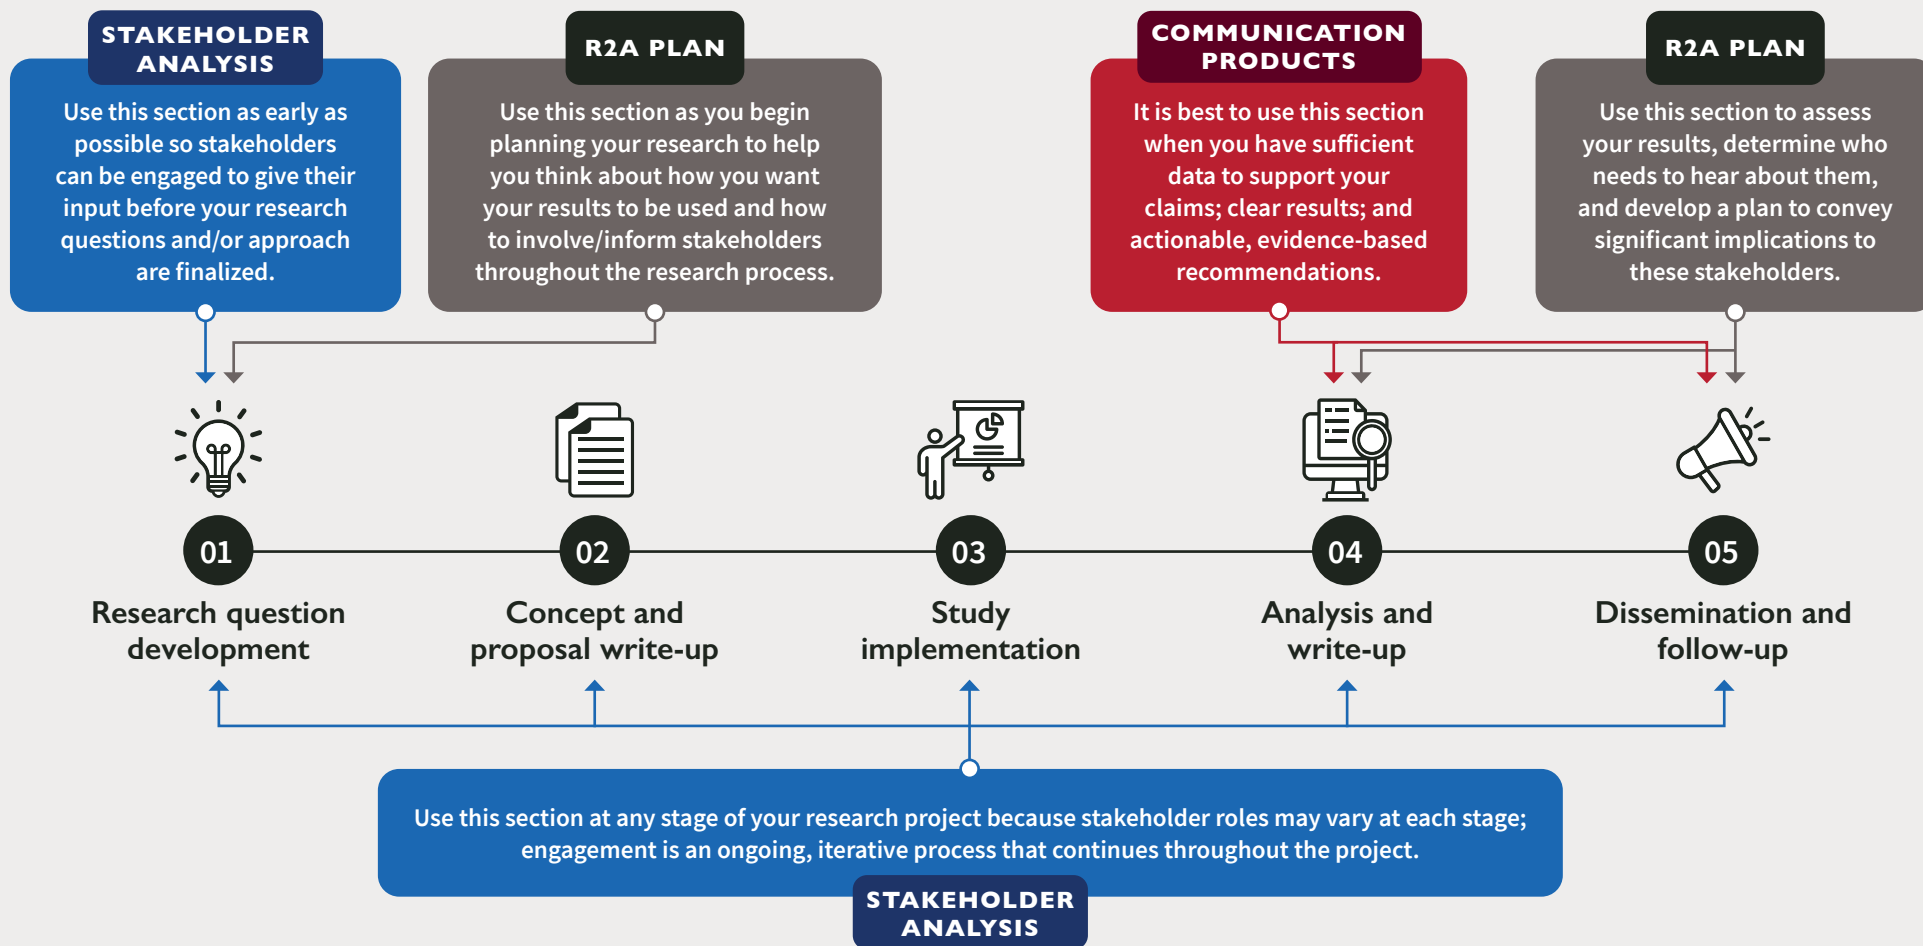 STAKEHOLDER
ANALYSIS
Use this section as early as
possible so stakeholders
can be engaged to give their
input before your research
questions and/or approach
are finalized.
R2A PLAN
Use this section as you begin
planning your research to help
you think about how you want
your results to be used and how
to involve/inform stakeholders
throughout the research process.
COMMUNICATION
PRODUCTS
It is best to use this section
when you have sufficient
data to support your
claims; clear results; and
actionable, evidence-based
recommendations.
R2A PLAN
Use this section to assess
your results, determine who
needs to hear about them,
and develop a plan to convey
significant implications to
these stakeholders.
01
Research question
development
02
Concept and
proposal write-up
03
Study
implementation
04
Analysis and
write-up
05
Dissemination and
follow-up
Use this section at any stage of your research project because stakeholder roles may vary at each stage;
engagement is an ongoing, iterative process that continues throughout the project.
STAKEHOLDER
ANALYSIS